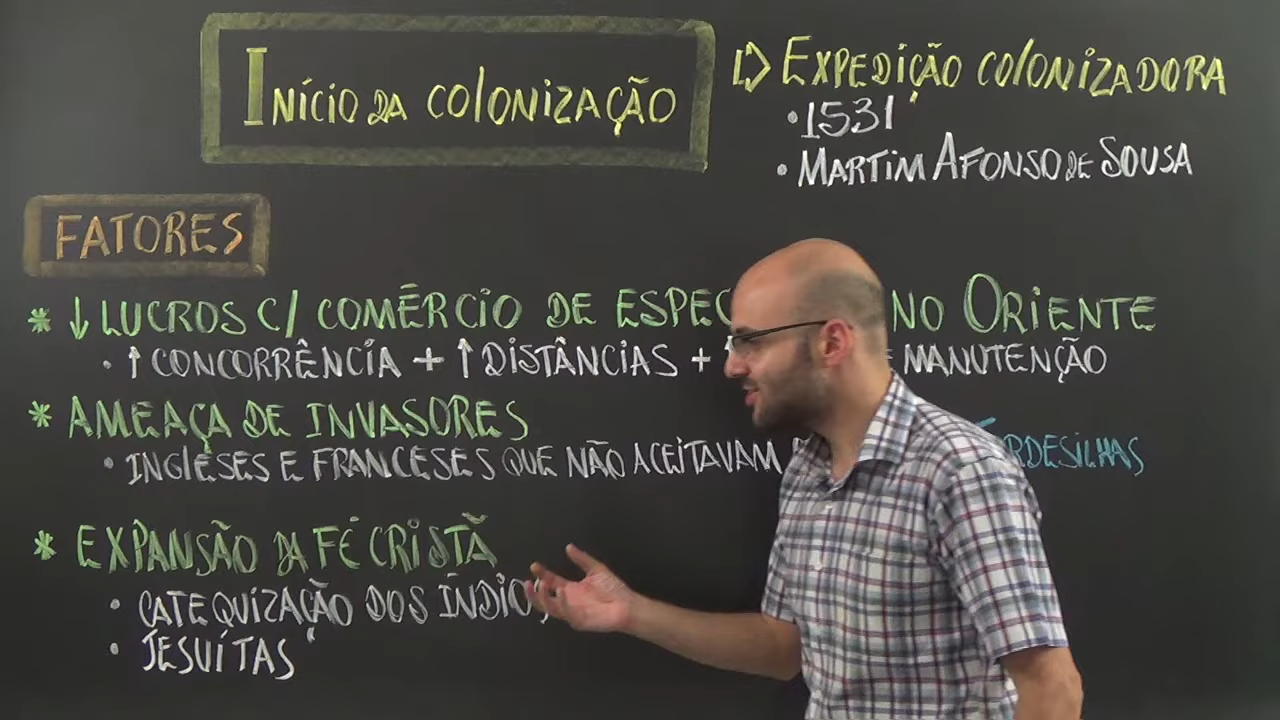 INÍCIO DA COLONIZAÇÃO
EXPEDIÇÃO COLONIZADORA
• 1531
• MARTIM AFONSO DE SOUSA
FATORES
* ↓ LUCROS C/ COMÉRCIO DE ESPEC NO ORIENTE
• ↑ CONCORRÊNCIA + ↑ DISTÂNCIAS + = MANUTENÇÃO
* AMEAÇA DE INVASORES
• INGLESES E FRANCESES QUE NÃO ACEITAVAM TORDESILHAS
* EXPANSÃO DA FÉ CRISTÃ
• CATEQUIZAÇÃO DOS ÍNDIOS
• JESUÍTAS